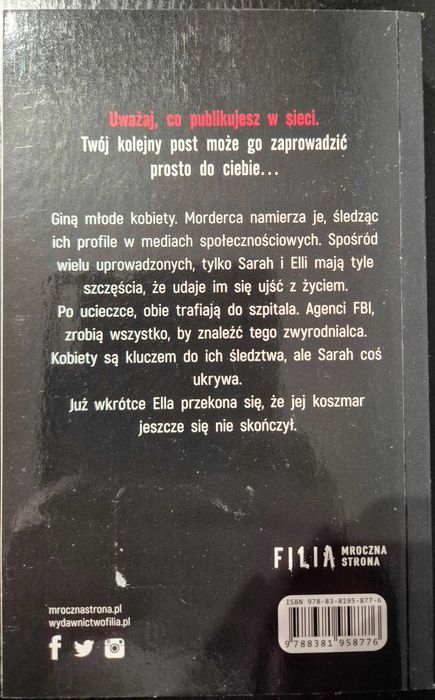 Uważaj, co publikujesz w sieci.
Twój kolejny post może go zaprowadzić
prosto do ciebie...
Giną młode kobiety. Morderca namierza je, śledząc
ich profile w mediach społecznościowych. Spośród
wielu uprowadzonych, tylko Sarah i Elli mają tyle
szczęścia, że udaje im się ujść z życiem.
Po ucieczce, obie trafiają do szpitala. Agenci FBI,
zrobią wszystko, by znaleźć tego zwyrodnialca.
Kobiety są kluczem do ich śledztwa, ale Sarah coś
ukrywa.
Już wkrótce Ella przekona się, że jej koszmar
jeszcze się nie skończył.
FILIA MROCZNA
STRONA
mrocznastrona.pl
wydawnictwofilia.pl
ISBN 978-83-8195-877-6
9 788381 958776